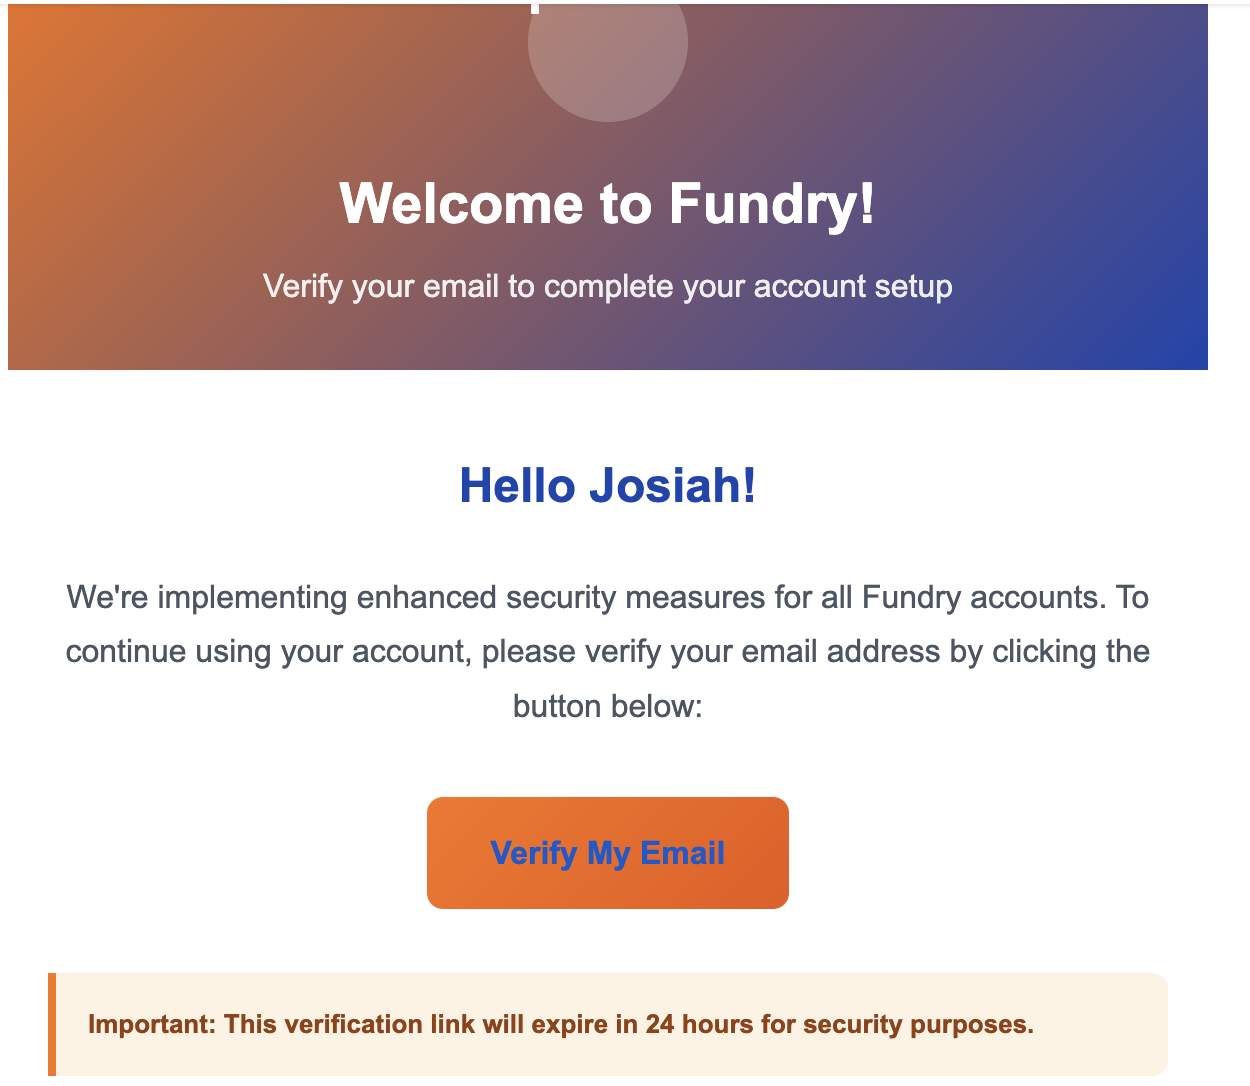 Welcome to Fundry!
Verify your email to complete your account setup
Hello Josiah!
We're implementing enhanced security measures for all Fundry accounts. To
continue using your account, please verify your email address by clicking the
button below:
Verify My Email
Important: This verification link will expire in 24 hours for security purposes.